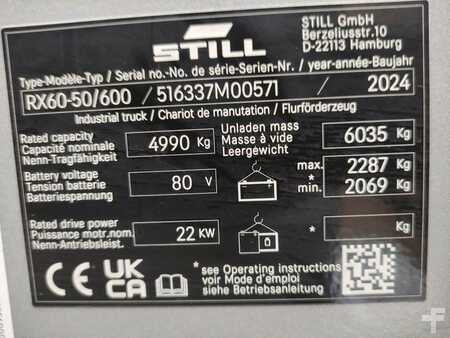 STILL
STILL GmbH
Berzeliusstr.10
D-22113 Hamburg
Type-Modèle-Typ / Serial no.-No. de série-Serien-Nr. / year-année-Baujahr
RX60-50/600 / 516337M00571 / 2024
Industrial truck / Chariot de manutation / Flurförderzeug
Rated capacity
Capacité nominale
Nenn-Tragfähigkeit
4990 Kg
Unladen mass
Masse à vide
Leergewicht
6035 Kg
Battery voltage
Tension batterie
Batteriespannung
80 V
max. 2287 Kg
*
min. 2069 Kg
Rated drive power
Puissance motr.nom.
Nenn-Antriebsleist.
22 KW
* Kg
CE UK
CA
*see Operating instructions
voir Mode d'emploi
siehe Betriebsanleitung